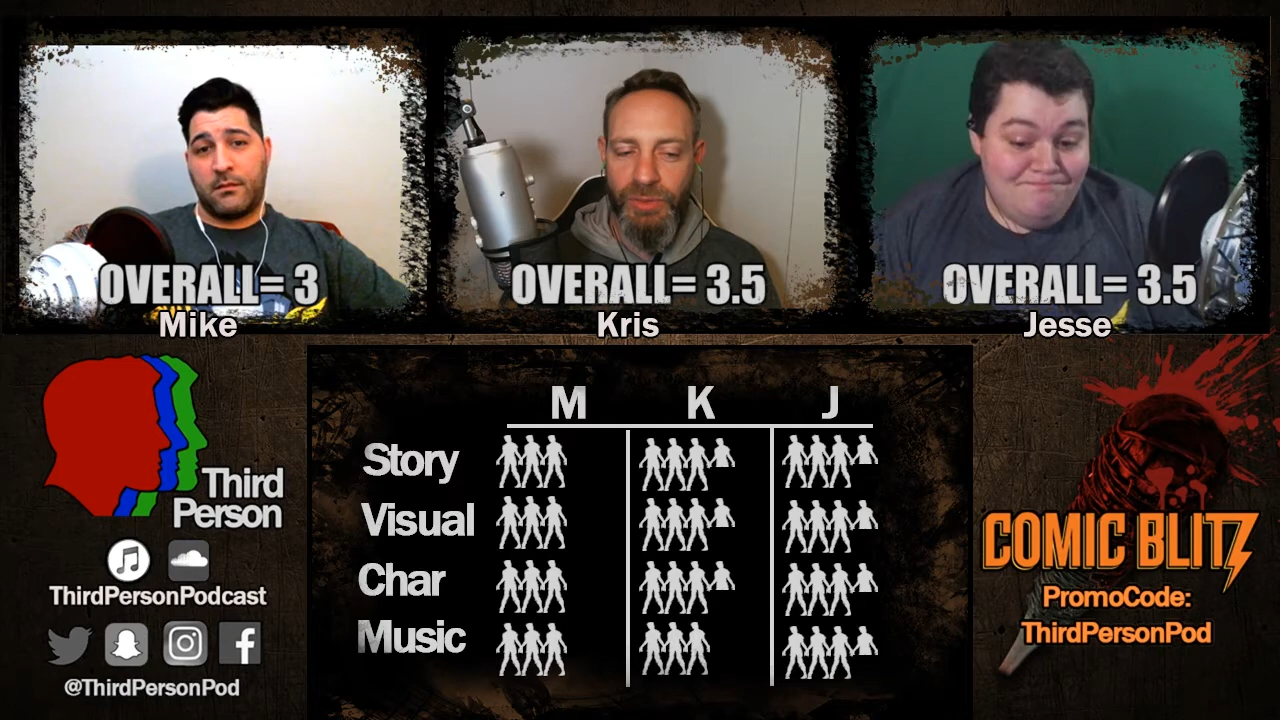 OVERALL= 3
OVERALL= 3.5
OVERALL= 3.5
Mike
Kris
Jesse
M K J
Story
Visual
Char
Music
Third
Person
ThirdPersonPodcast
@ThirdPersonPod
COMIC BLITZ
PromoCode:
ThirdPersonPod